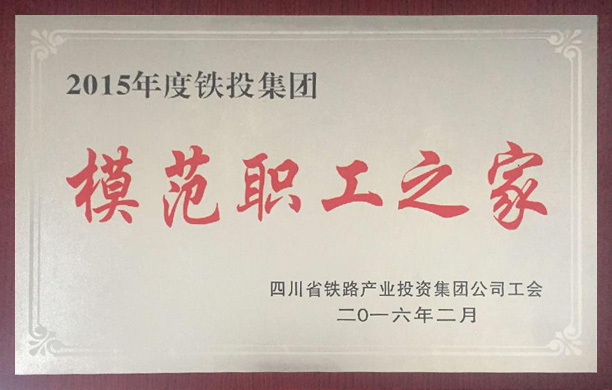 2015年度铁投集团
模范职工之家
四川省铁路产业投资集团公司工会
二〇一六年二月